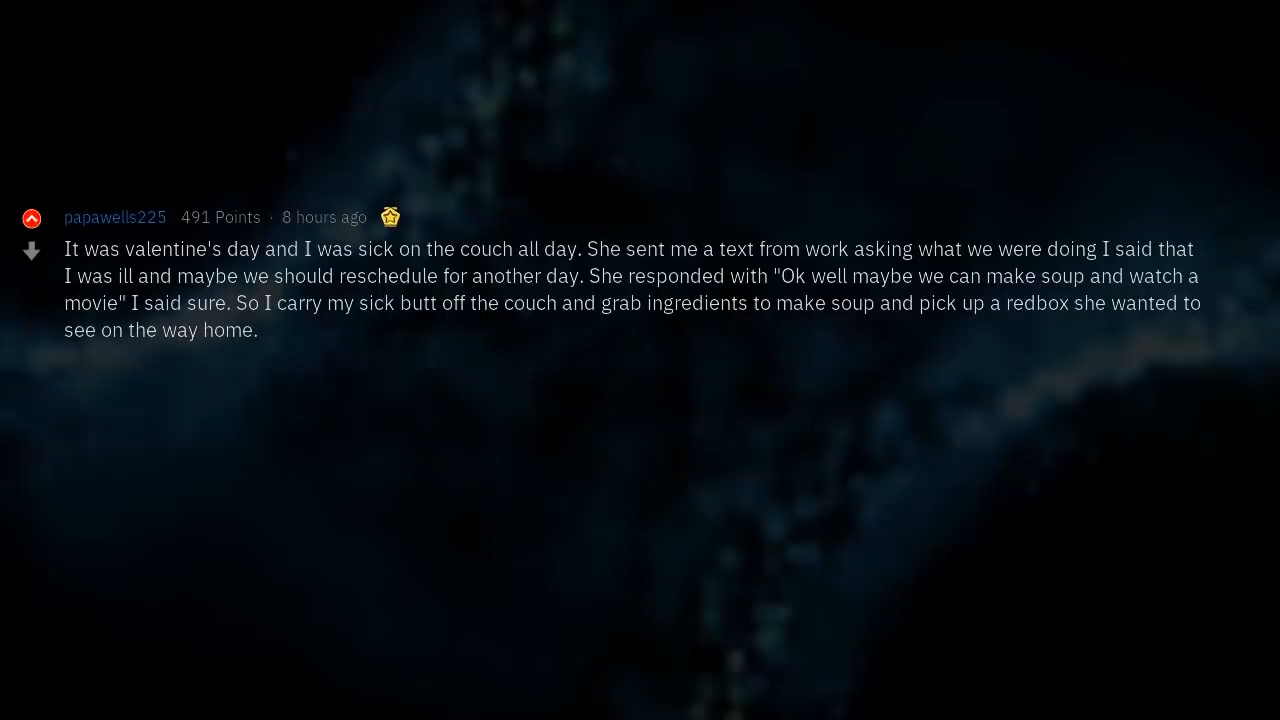 papawells225 491 Points · 8 hours ago
It was valentine's day and I was sick on the couch all day. She sent me a text from work asking what we were doing I said that
I was ill and maybe we should reschedule for another day. She responded with "Ok well maybe we can make soup and watch a
movie" I said sure. So I carry my sick butt off the couch and grab ingredients to make soup and pick up a redbox she wanted to
see on the way home.